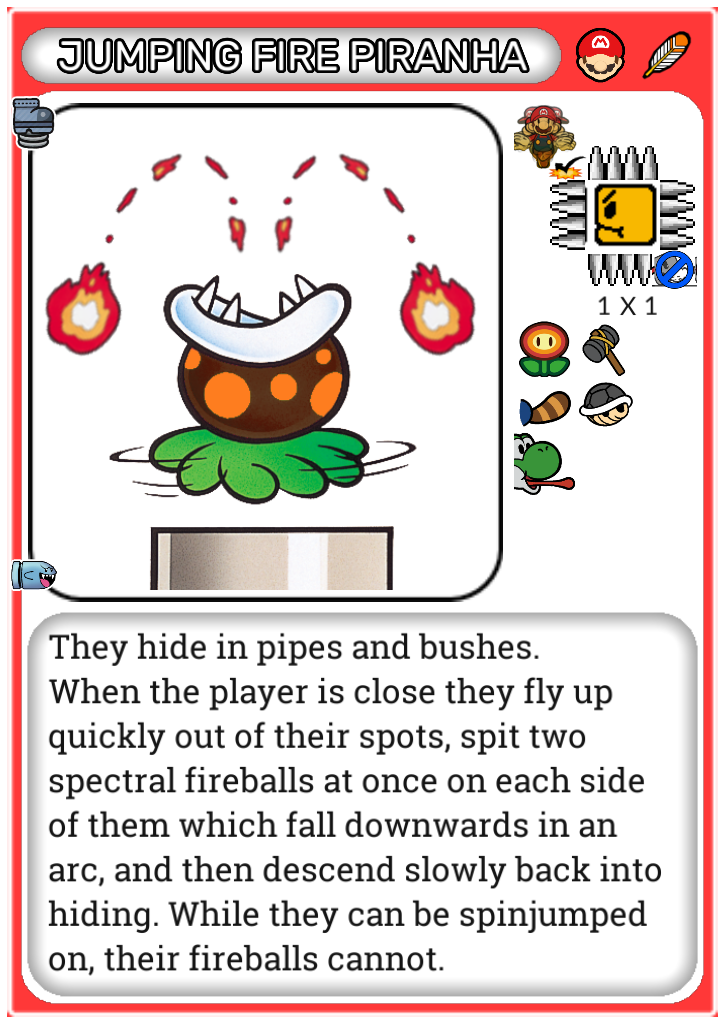 JUMPING FIRE PIRANHA
1 X 1
They hide in pipes and bushes.
When the player is close they fly up
quickly out of their spots, spit two
spectral fireballs at once on each side
of them which fall downwards in an
arc, and then descend slowly back into
hiding. While they can be spinjumped
on, their fireballs cannot.